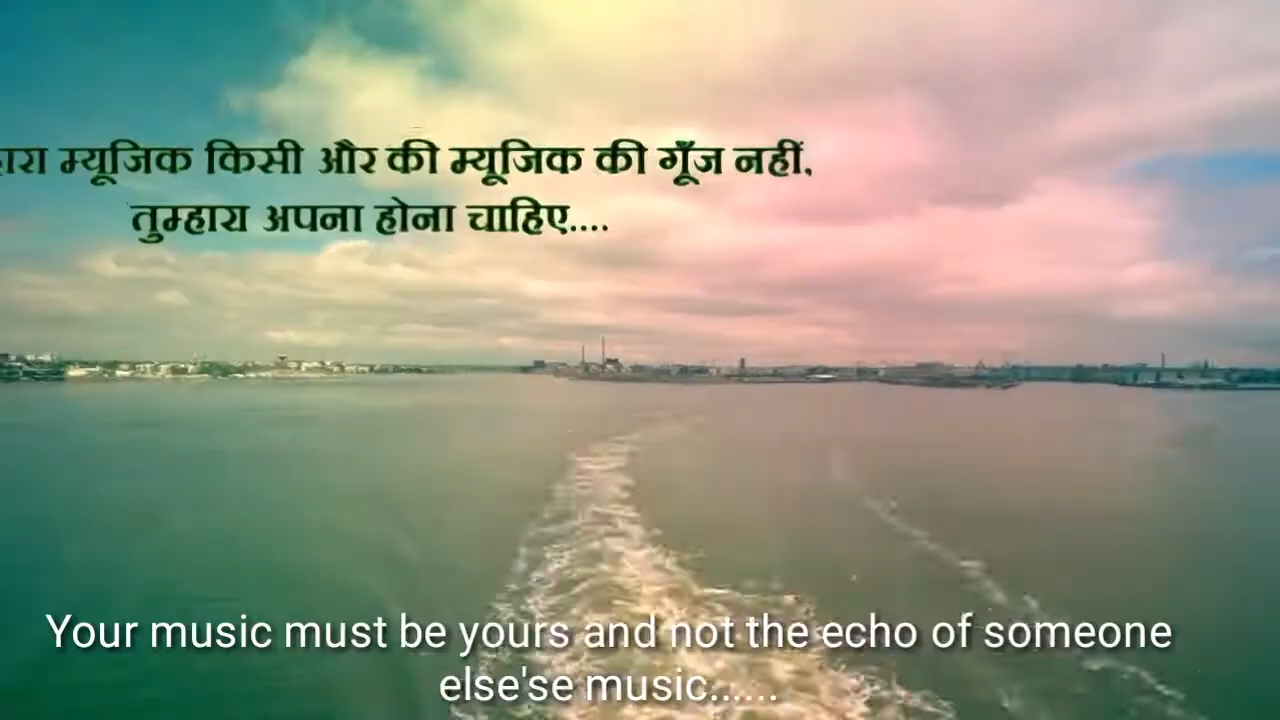 म्यूजिक किसी और की म्यूजिक की गूँज नहीं,
तुम्हारा अपना होना चाहिए....
Your music must be yours and not the echo of someone
else'se music......